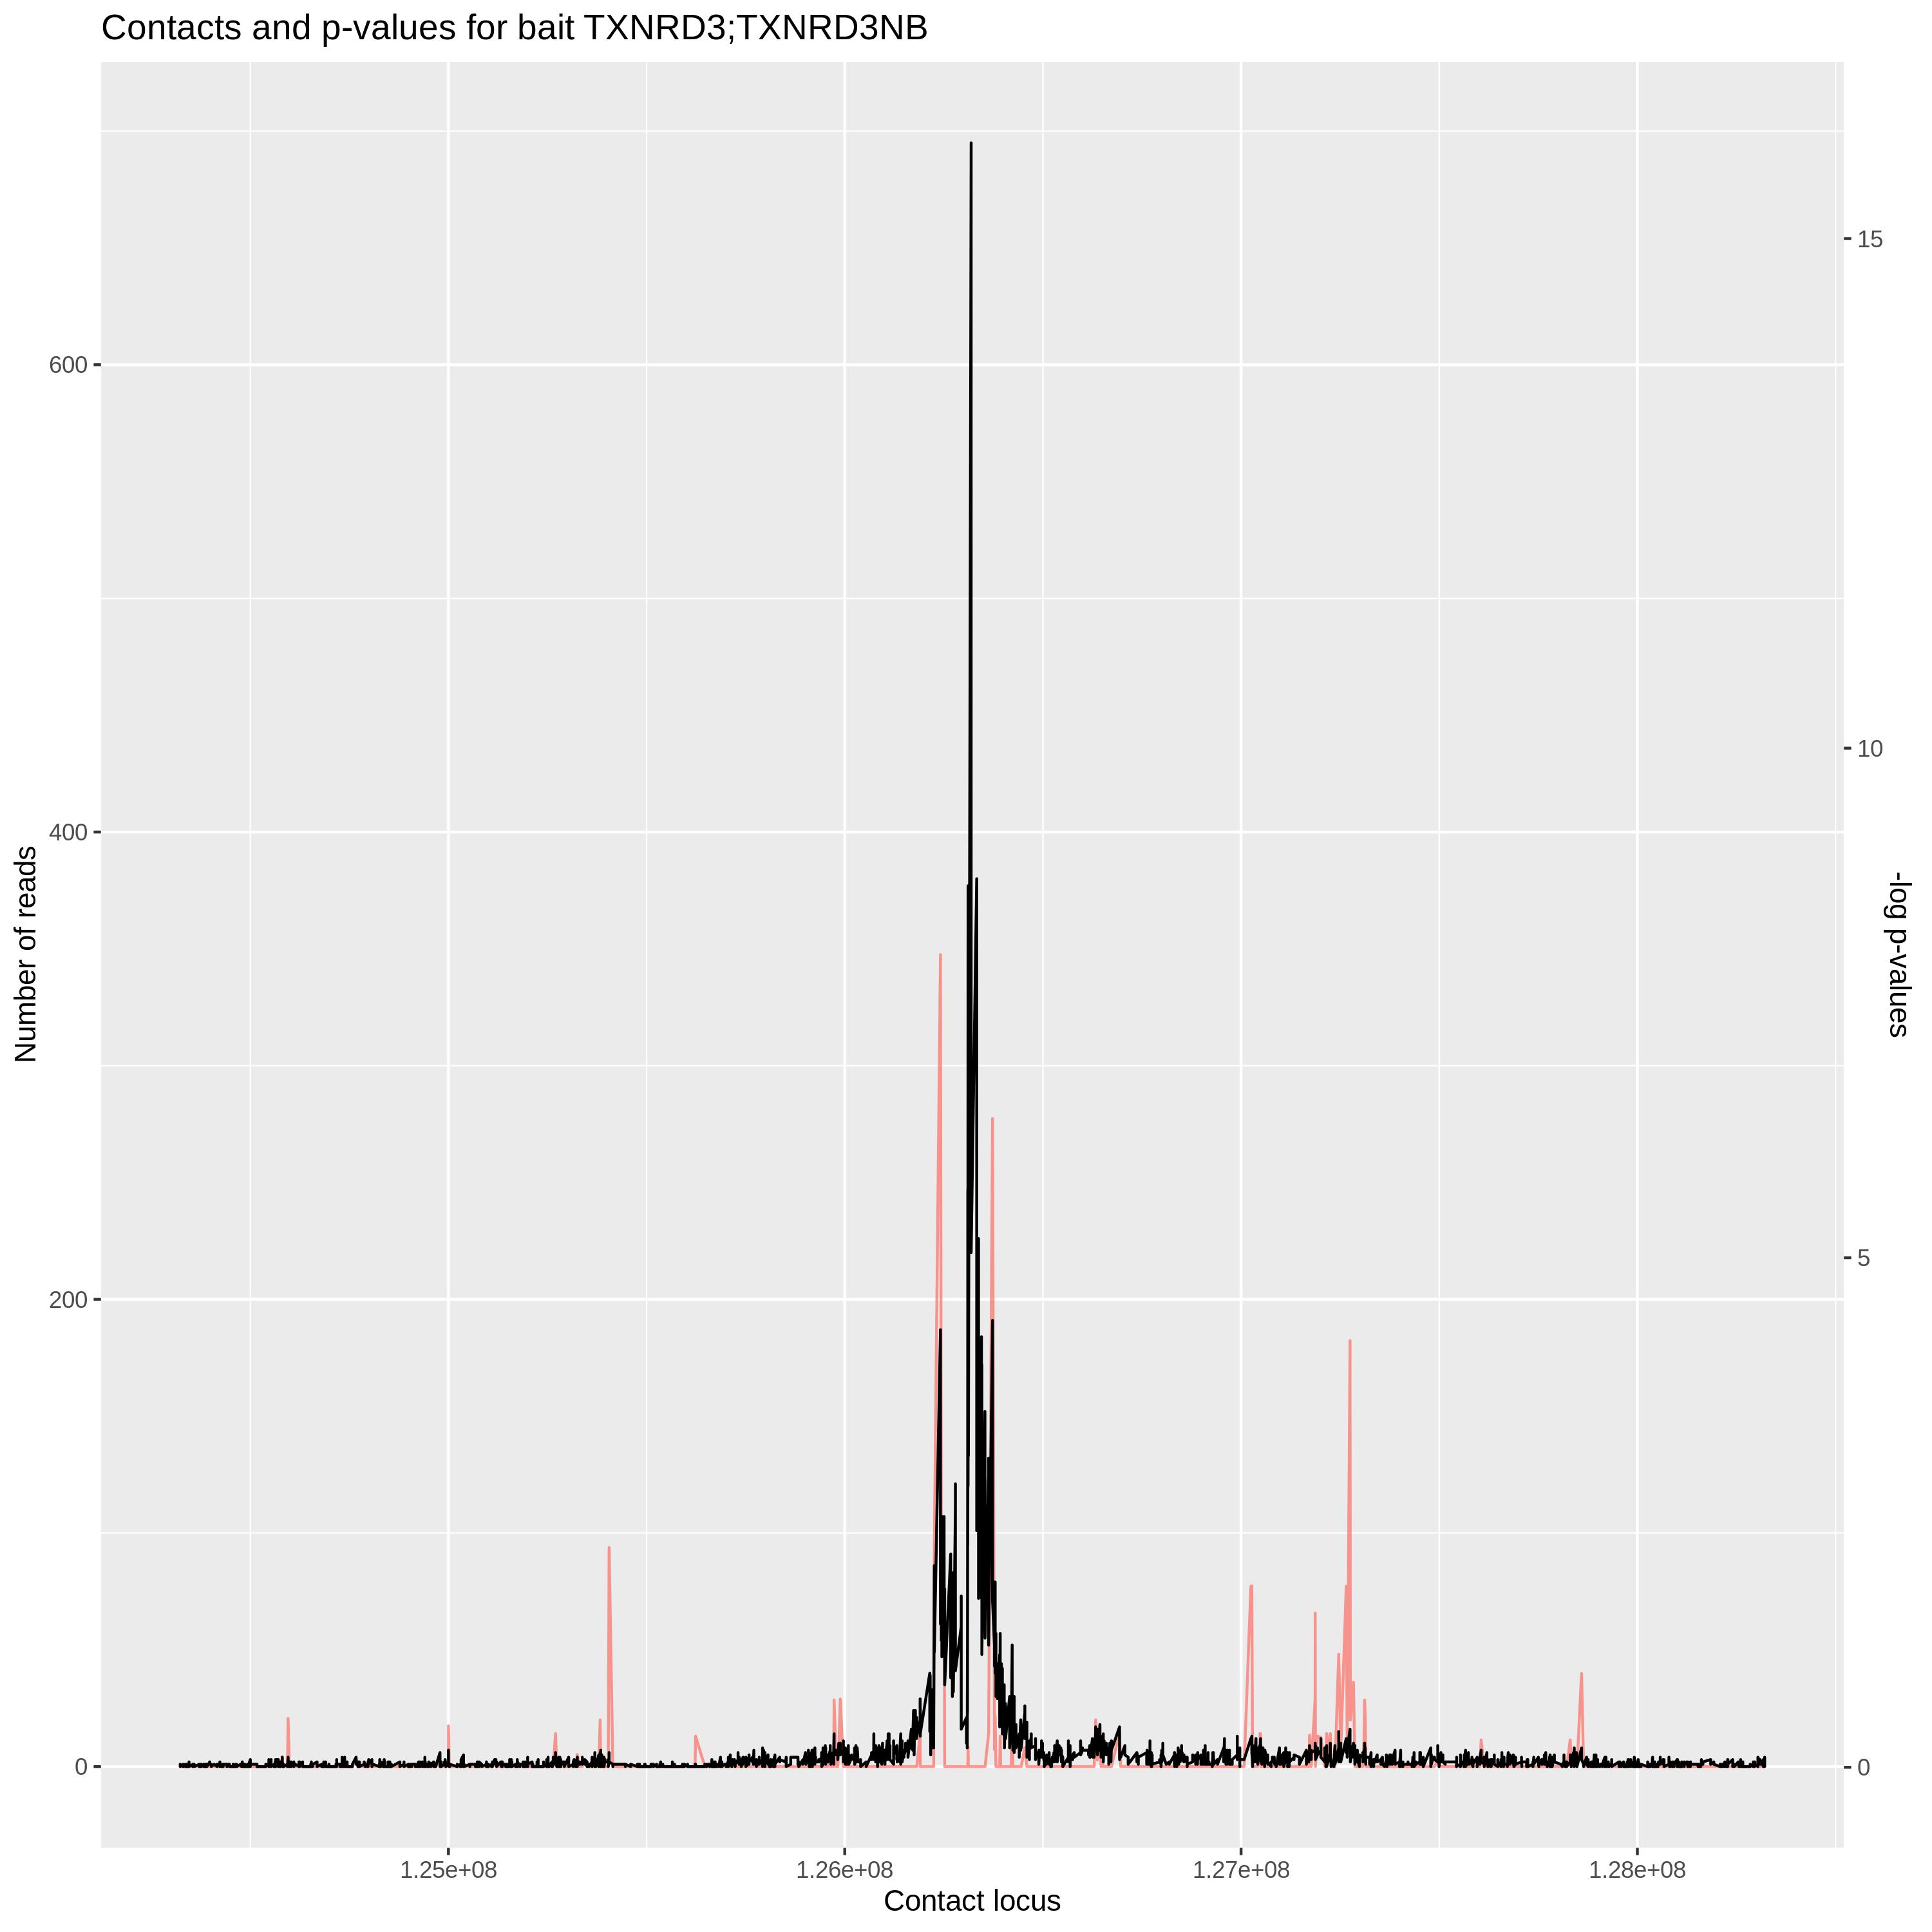 Contacts and p-values for bait TXNRD3;TXNRD3NB
600
400
200
0
Number of reads
15
10
5
0
-log p-values
1.25e+08
1.26e+08
1.27e+08
1.28e+08
Contact locus